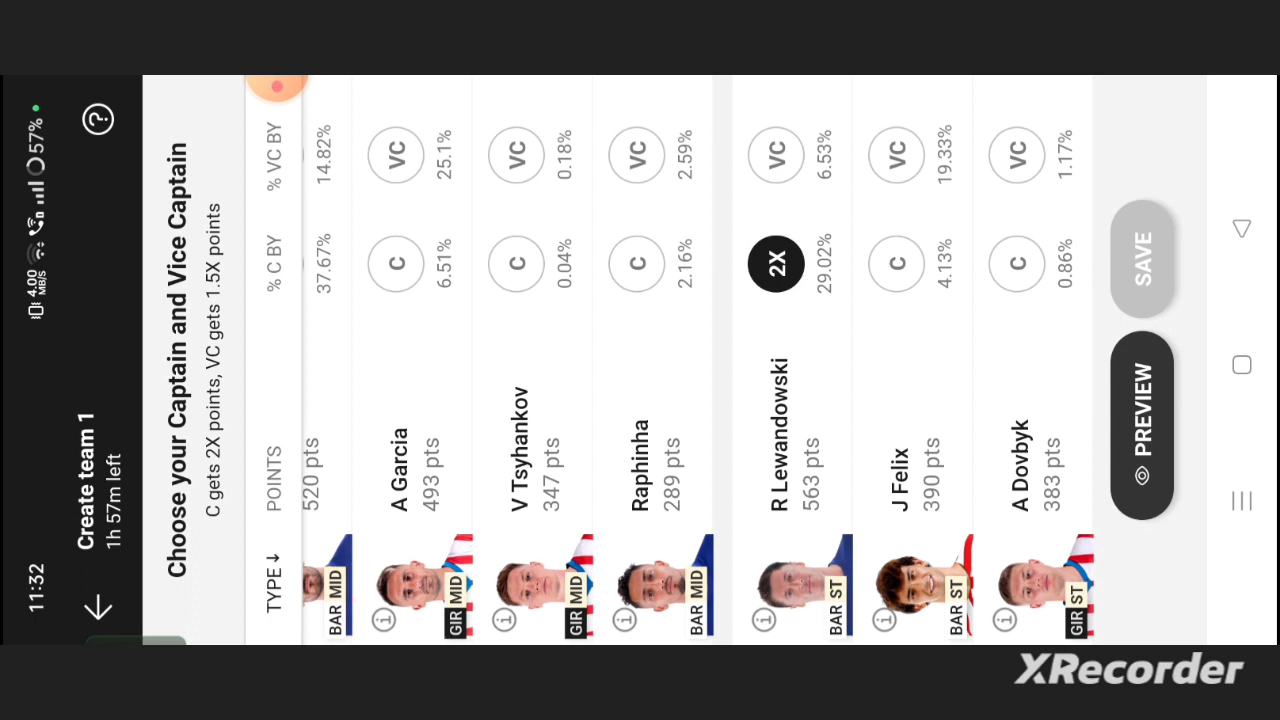 11:32
4.00
MB/S
57%
Create team 1
1h 57m left
?
Choose your Captain and Vice Captain
C gets 2X points, VC gets 1.5X points
TYPE ↓ POINTS % C BY % VC BY
BAR MID 520 pts 37.67% 14.82%
A Garcia C VC
GIR MID 493 pts 6.51% 25.1%
V Tsyhankov C VC
GIR MID 347 pts 0.04% 0.18%
Raphinha C VC
BAR MID 289 pts 2.16% 2.59%
R Lewandowski 2X VC
BAR ST 563 pts 29.02% 6.53%
J Felix C VC
BAR ST 390 pts 4.13% 19.33%
A Dovbyk C VC
GIR ST 383 pts 0.86% 1.17%
PREVIEW SAVE
XRecorder